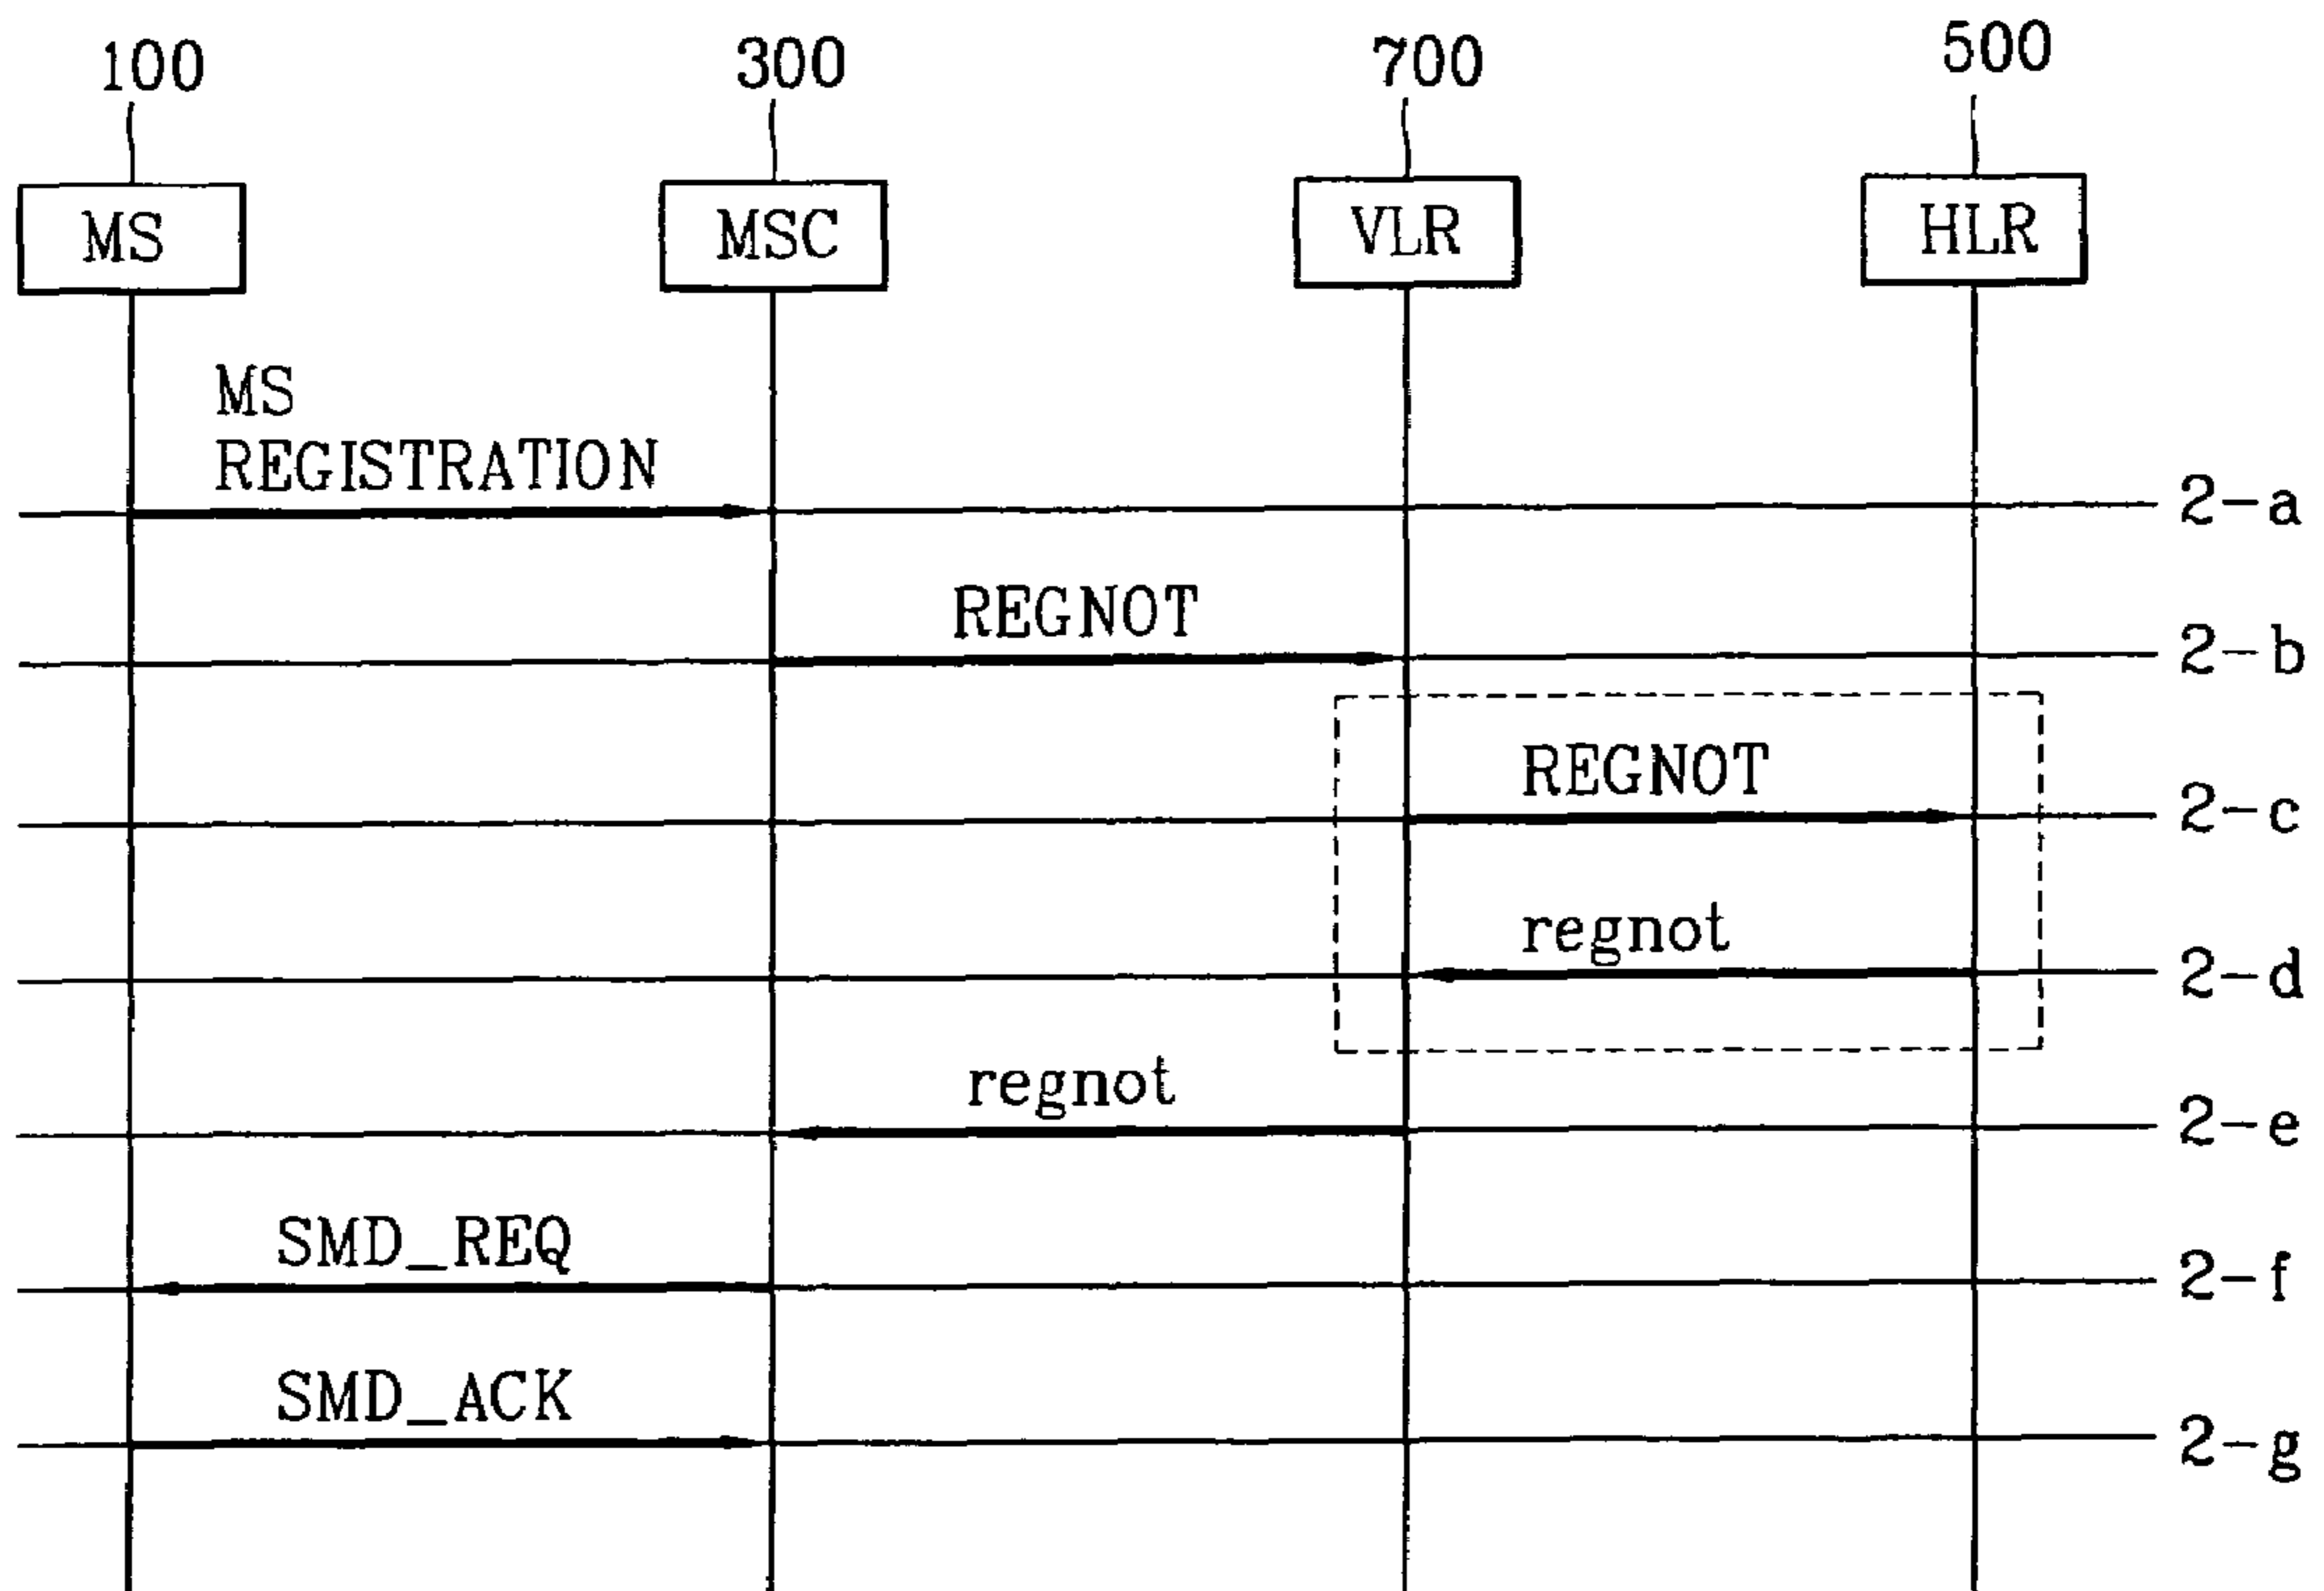 100 300 700 500
MS MSC VLR HLR
MS
REGISTRATION
2-a
REGNOT
2-b
REGNOT
2-c
regnot
2-d
regnot
2-e
SMD_REQ
2-f
SMD_ACK
2-g